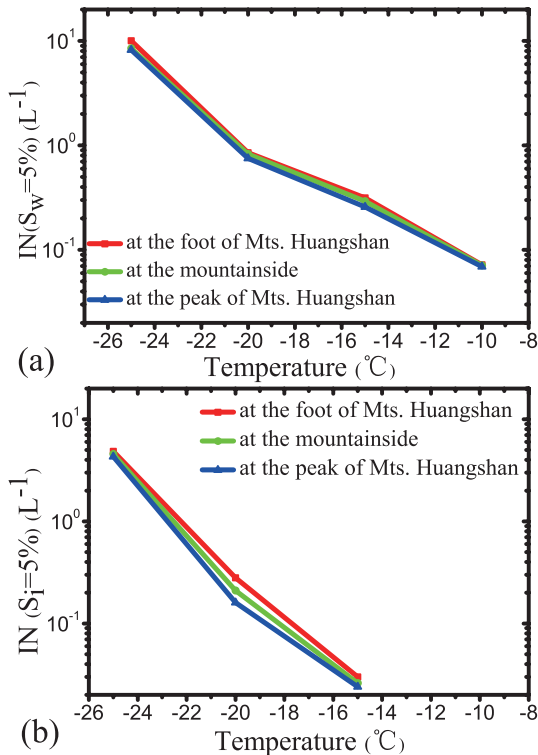 10¹
10⁰
10⁻¹
IN(Sw=5%) (L⁻¹)
at the foot of Mts. Huangshan
at the mountainside
at the peak of Mts. Huangshan
-26 -24 -22 -20 -18 -16 -14 -12 -10 -8
(a) Temperature (℃)
10¹
10⁰
10⁻¹
IN (Si=5%) (L⁻¹)
at the foot of Mts. Huangshan
at the mountainside
at the peak of Mts. Huangshan
-26 -24 -22 -20 -18 -16 -14 -12 -10 -8
(b) Temperature (℃)